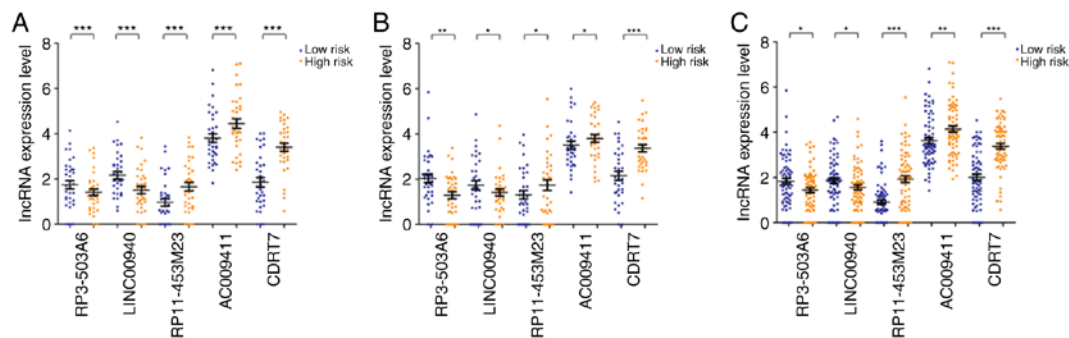 A
*** *** *** *** ***
Low risk
High risk
8
6
4
2
0
lncRNA expression level
RP3-503A6
LINC00940
RP11-453M23
AC009411
CDRT7
B
** * * * ***
Low risk
High risk
8
6
4
2
0
lncRNA expression level
RP3-503A6
LINC00940
RP11-453M23
AC009411
CDRT7
C
* * *** ** ***
Low risk
High risk
8
6
4
2
0
lncRNA expression level
RP3-503A6
LINC00940
RP11-453M23
AC009411
CDRT7